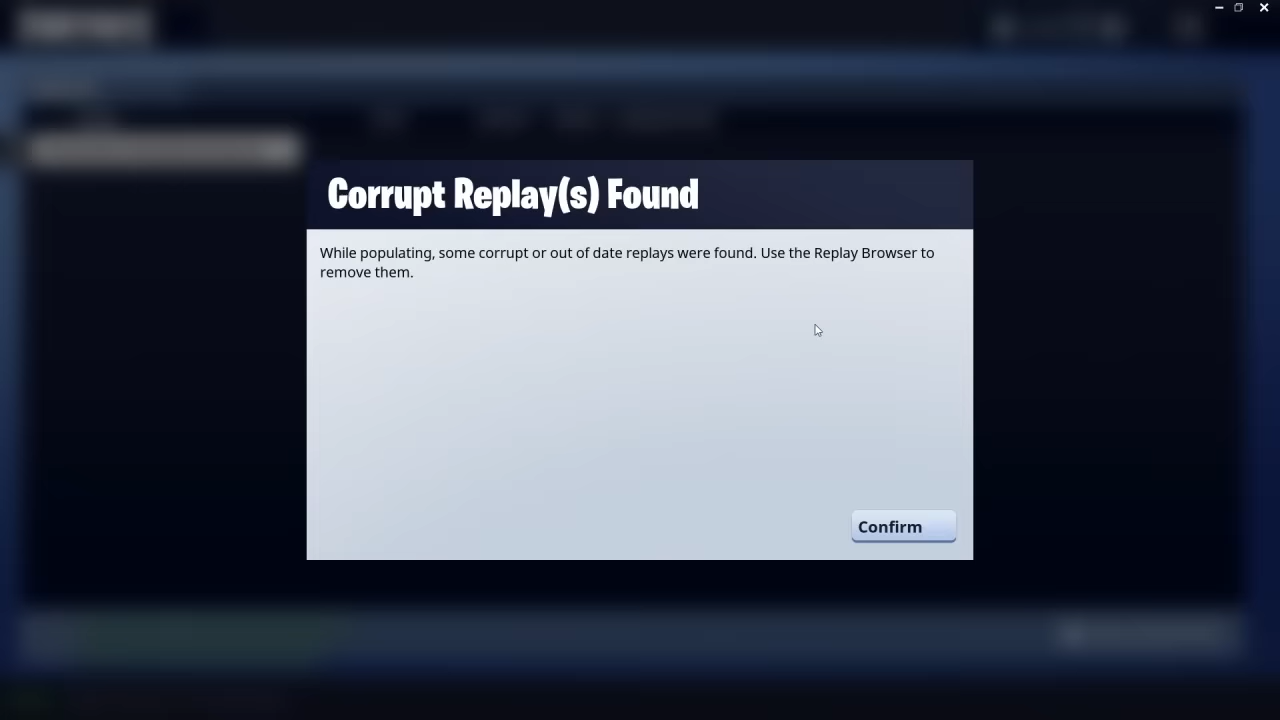 Corrupt Replay(s) Found
While populating, some corrupt or out of date replays were found. Use the Replay Browser to
remove them.
Confirm